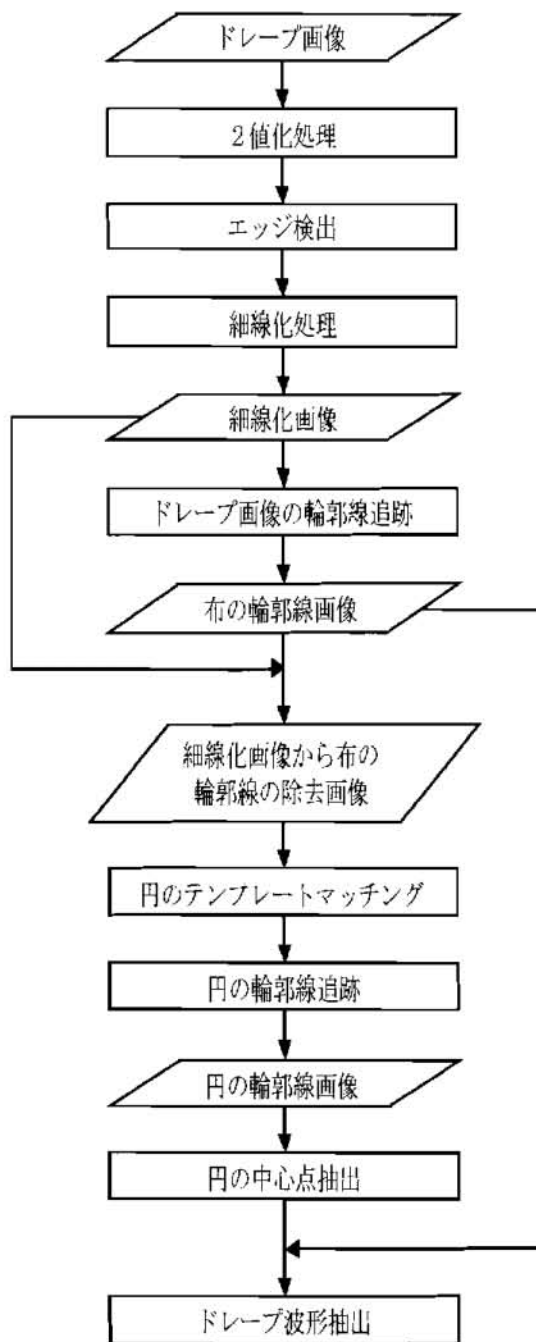 ドレープ画像
2値化処理
エッジ検出
細線化処理
細線化画像
ドレープ画像の輪郭線追跡
布の輪郭線画像
細線化画像から布の
輪郭線の除去画像
円のテンプレートマッチング
円の輪郭線追跡
円の輪郭線画像
円の中心点抽出
ドレープ波形抽出